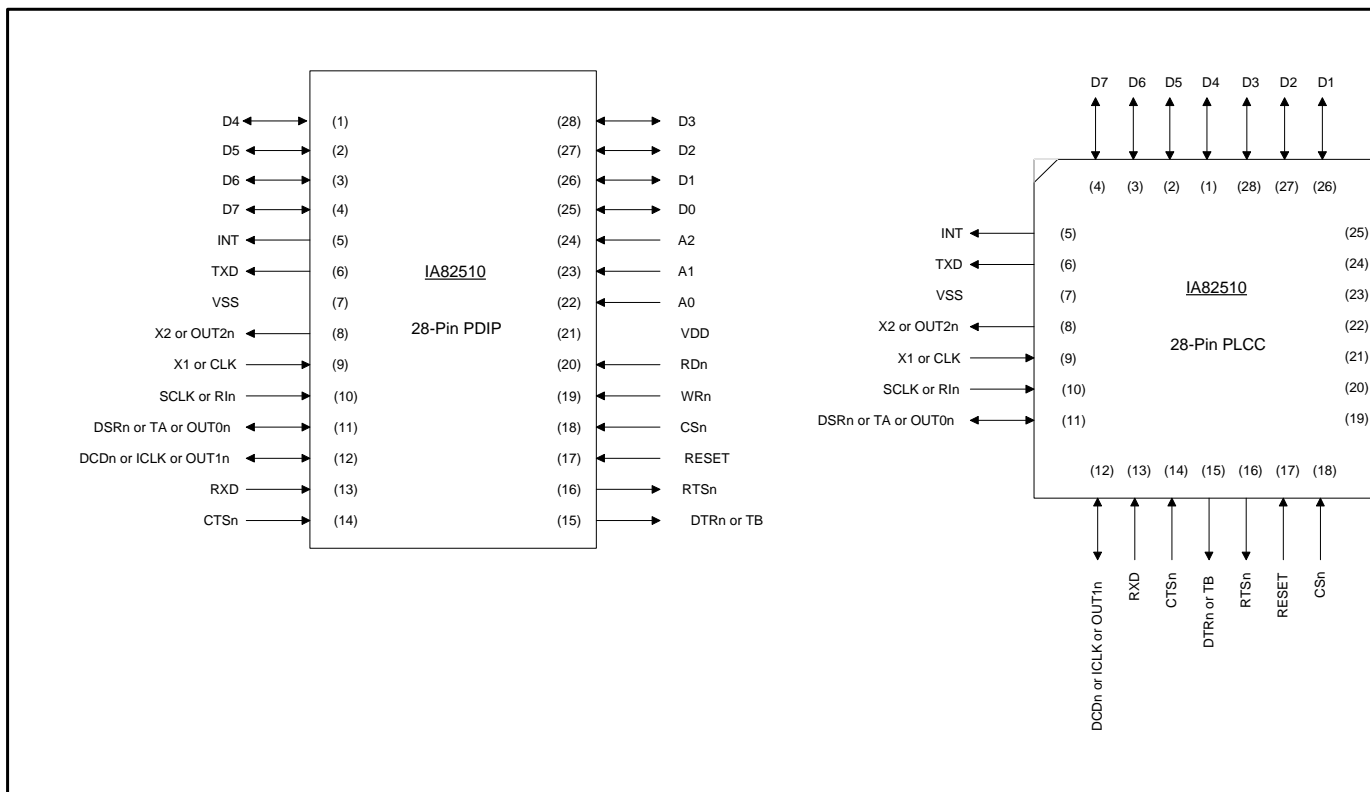 D4 (1) (28) D3
D5 (2) (27) D2
D6 (3) (26) D1
D7 (4) (25) D0
INT (5) (24) A2
TXD (6) IA82510 (23) A1
VSS (7) (22) A0
X2 or OUT2n (8) 28-Pin PDIP (21) VDD
X1 or CLK (9) (20) RDn
SCLK or RIn (10) (19) WRn
DSRn or TA or OUT0n (11) (18) CSn
DCDn or ICLK or OUT1n (12) (17) RESET
RXD (13) (16) RTSn
CTSn (14) (15) DTRn or TB
D7 D6 D5 D4 D3 D2 D1
(4) (3) (2) (1) (28) (27) (26)
INT (5) (25)
TXD (6) (24)
VSS (7) IA82510 (23)
X2 or OUT2n (8) (22)
X1 or CLK (9) 28-Pin PLCC (21)
SCLK or RIn (10) (20)
DSRn or TA or OUT0n (11) (19)
(12) (13) (14) (15) (16) (17) (18)
DCDn or ICLK or OUT1n
RXD
CTSn
DTRn or TB
RTSn
RESET
CSn